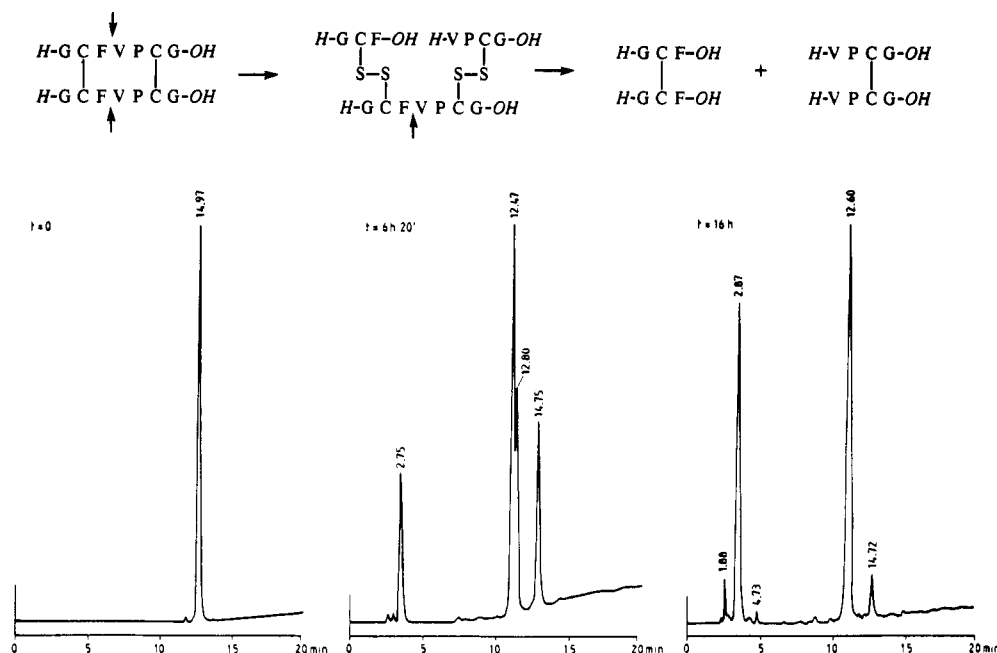 H-G C F V P C G-OH
H-G C F V P C G-OH
H-G C F-OH H-V P C G-OH
S-S S-S
H-G C F V P C G-OH
H-G C F-OH
H-G C F-OH
+
H-V P C G-OH
H-V P C G-OH
t=0
14.97
0 5 10 15 20 min
t=6h 20'
2.75
12.47
12.80
14.75
0 5 10 15 20 min
t=16h
1.88
2.87
4.73
12.60
14.72
0 5 10 15 20 min